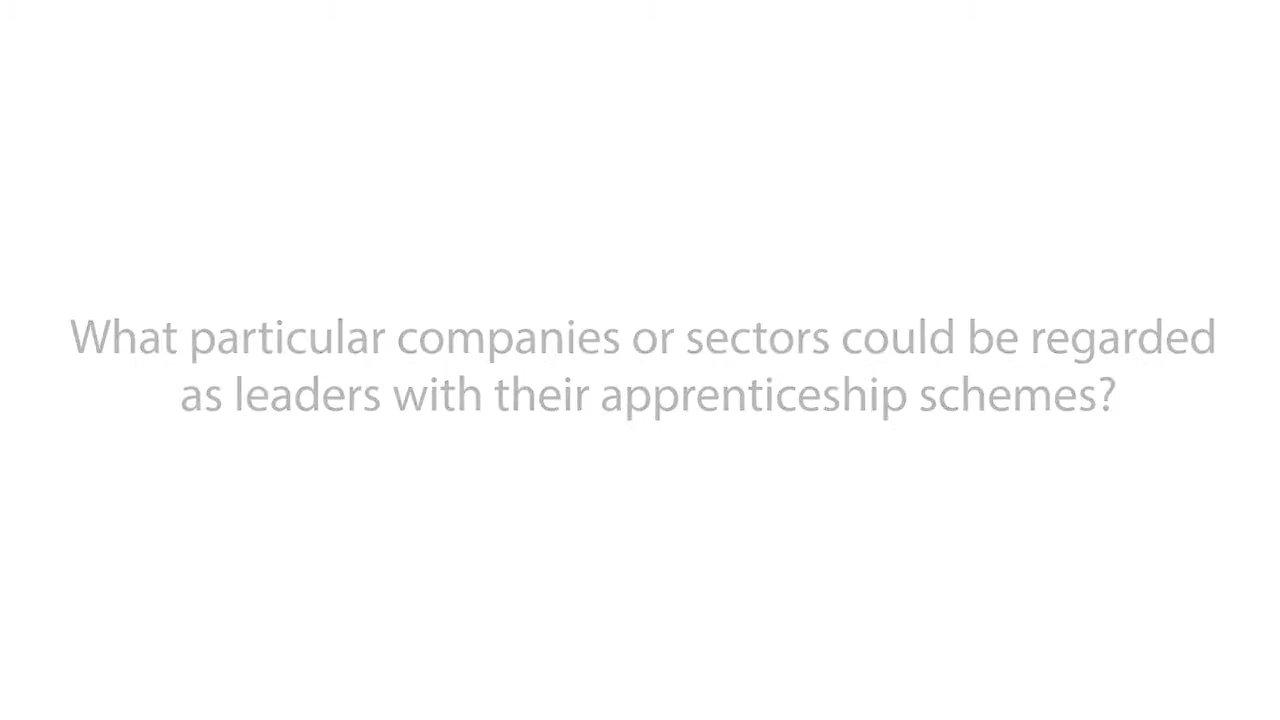 What particular companies or sectors could be regarded
as leaders with their apprenticeship schemes?